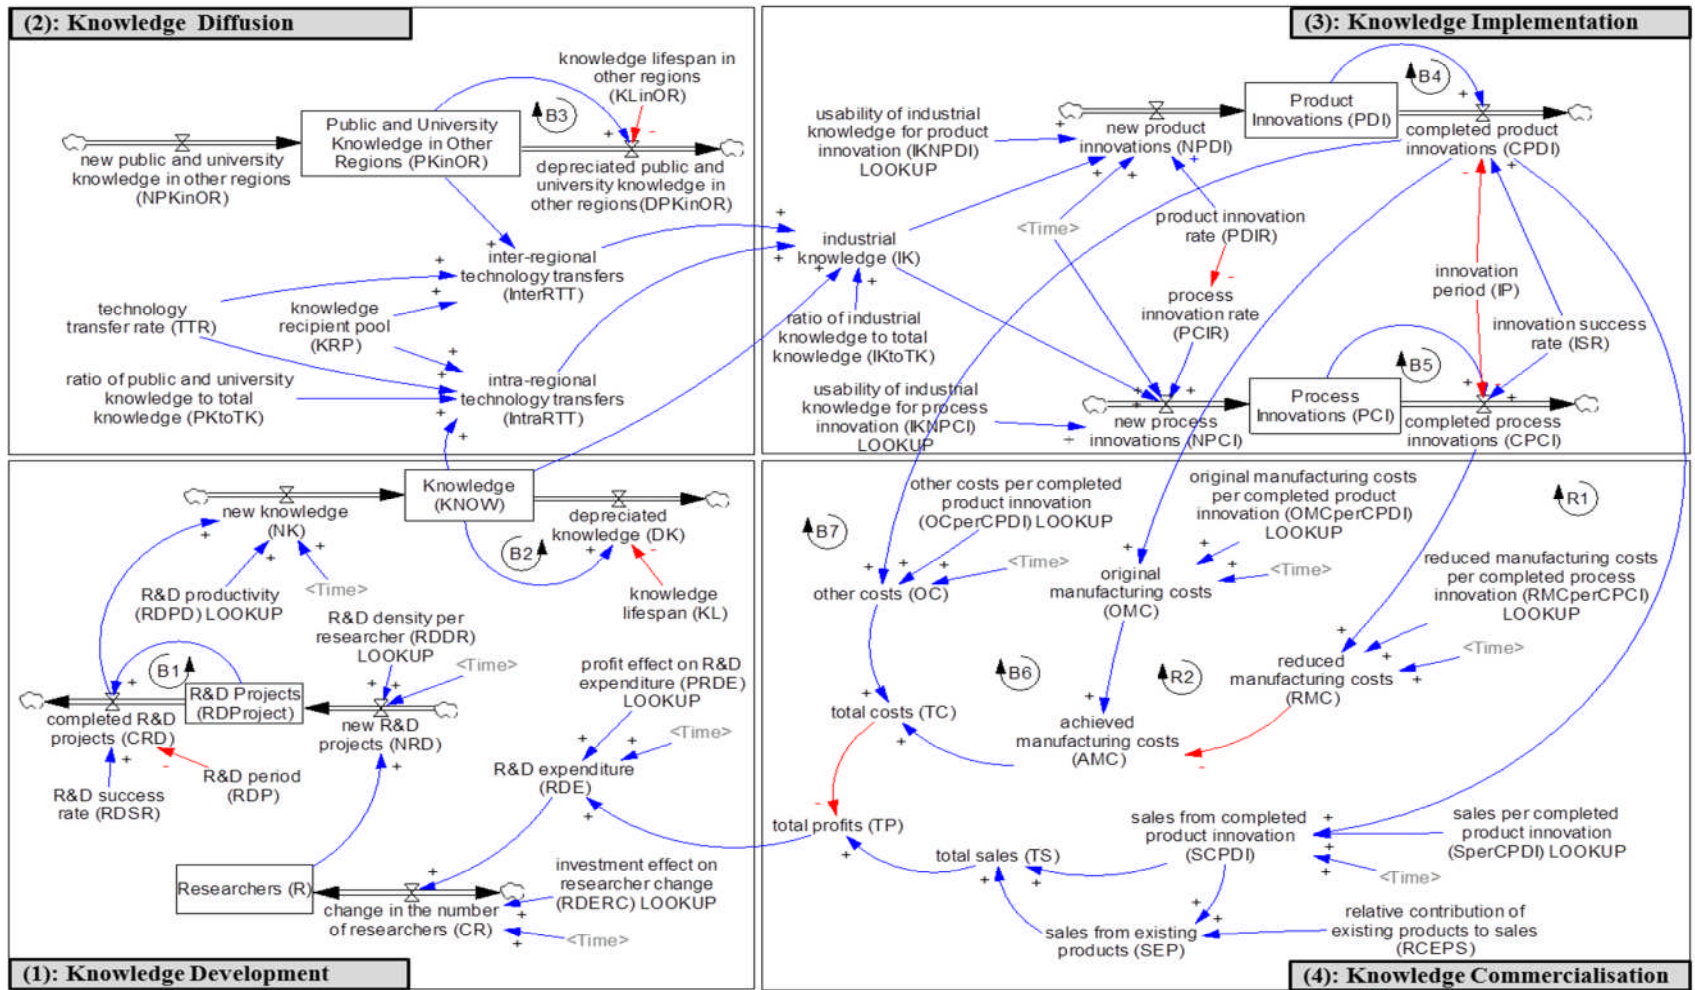 (2): Knowledge Diffusion
knowledge lifespan in
other regions
(KLinOR)
B3
Public and University
Knowledge in Other
Regions (PKinOR)
new public and university
knowledge in other regions
(NPKinOR)
depreciated public and
university knowledge in
other regions(DPKinOR)
inter-regional
technology transfers
(InterRTT)
technology
transfer rate (TTR)
knowledge
recipient pool
(KRP)
ratio of public and university
knowledge to total
knowledge (PKtoTK)
intra-regional
technology transfers
(IntraRTT)
(3): Knowledge Implementation
B4
Product
Innovations (PDI)
usability of industrial
knowledge for product
innovation (IKNPDI)
LOOKUP
new product
innovations (NPDI)
completed product
innovations (CPDI)
<Time>
product innovation
rate (PDIR)
industrial
knowledge (IK)
innovation
period (IP)
process
innovation rate
(PCIR)
ratio of industrial
knowledge to total
knowledge (IKtoTK)
innovation success
rate (ISR)
B5
usability of industrial
knowledge for process
innovation (IKNPCI)
LOOKUP
Process
Innovations (PCI)
new process
innovations (NPCI)
completed process
innovations (CPCI)
Knowledge
(KNOW)
new knowledge
(NK)
depreciated
knowledge (DK)
B2
R&D productivity
(RDPD) LOOKUP
<Time>
knowledge
lifespan (KL)
R&D density per
researcher (RDDR)
LOOKUP
<Time>
B1
R&D Projects
(RDProject)
profit effect on R&D
expenditure (PRDE)
LOOKUP
completed R&D
projects (CRD)
new R&D
projects (NRD)
<Time>
R&D period
(RDP)
R&D success
rate (RDSR)
R&D expenditure
(RDE)
Researchers (R)
investment effect on
researcher change
(RDERC) LOOKUP
change in the number
of researchers (CR)
<Time>
(1): Knowledge Development
other costs per completed
product innovation
(OCperCPDI) LOOKUP
original manufacturing costs
per completed product
innovation (OMCperCPDI)
LOOKUP
R1
B7
<Time>
<Time>
reduced manufacturing costs
per completed process
innovation (RMCperCPCI)
LOOKUP
other costs (OC)
original
manufacturing costs
(OMC)
<Time>
B6
R2
reduced
manufacturing costs
(RMC)
total costs (TC)
achieved
manufacturing costs
(AMC)
total profits (TP)
sales from completed
product innovation
(SCPDI)
sales per completed
product innovation
(SperCPDI) LOOKUP
total sales (TS)
<Time>
sales from existing
products (SEP)
relative contribution of
existing products to sales
(RCEPS)
(4): Knowledge Commercialisation